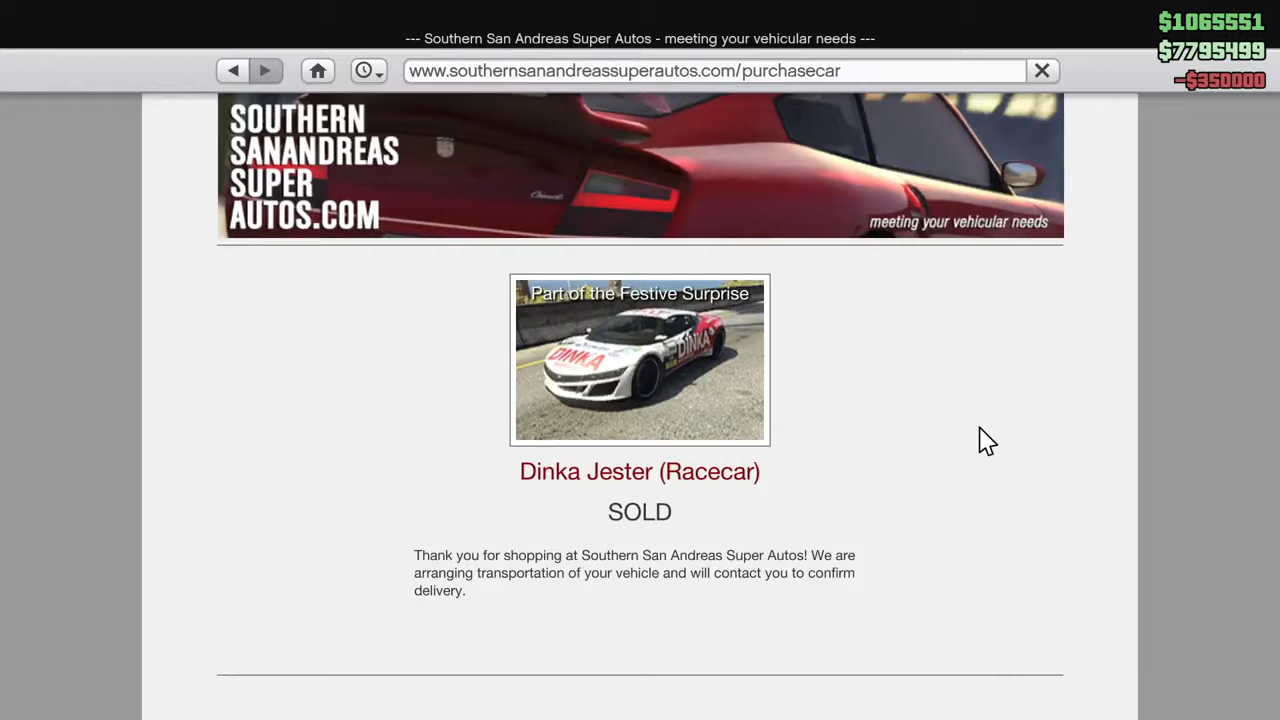 --- Southern San Andreas Super Autos - meeting your vehicular needs ---
$1065551
$7795499
-$350000
www.southernsanandreassuperautos.com/purchasecar
SOUTHERN
SANANDREAS
SUPER
AUTOS.COM
meeting your vehicular needs
Part of the Festive Surprise
DINKA
DINKA
Dinka Jester (Racecar)
SOLD
Thank you for shopping at Southern San Andreas Super Autos! We are
arranging transportation of your vehicle and will contact you to confirm
delivery.